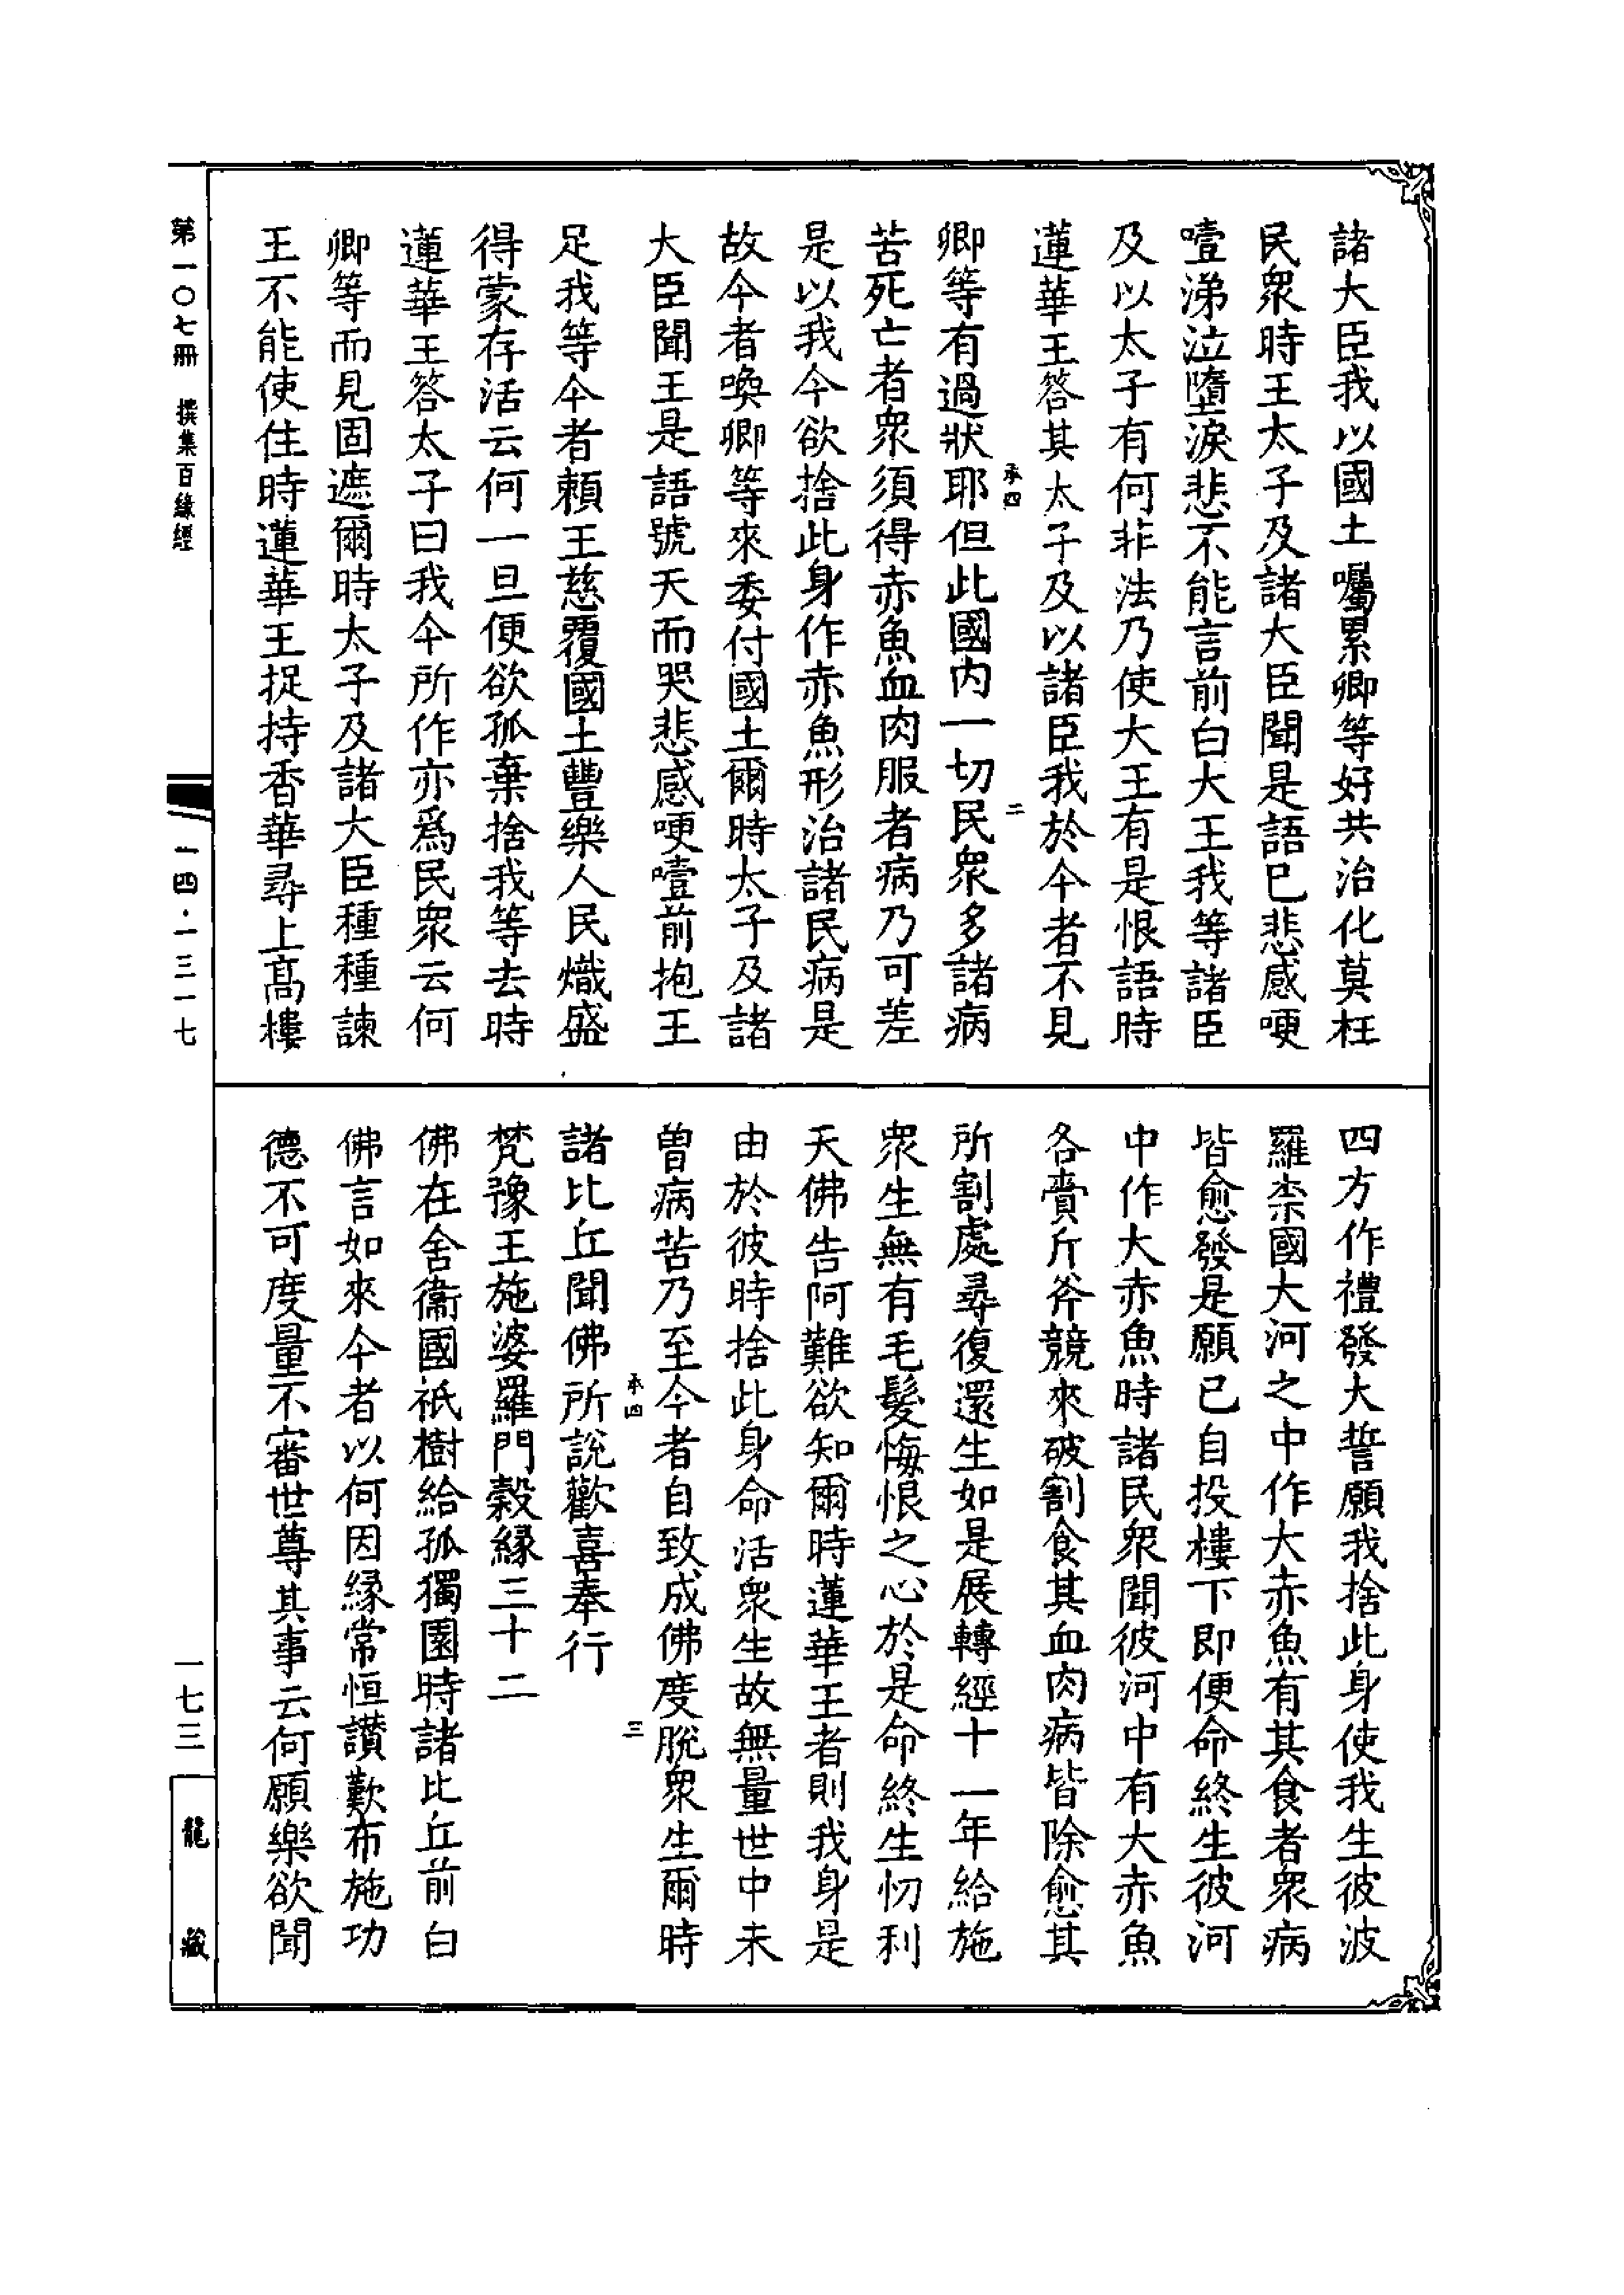 諸大臣我以國土囑累卿等好共治化莫枉
民衆時王太子及諸大臣聞是語已悲感哽
噎涕泣墮淚悲不能言前白大王我等諸臣
及以太子有何非法乃使大王有是恨語時
蓮華王答其太子及以諸臣我於今者不見
卿等有過狀耶但此國內一切民衆多諸病
承四
二
苦死亡者衆須得赤魚血肉服者病乃可差
是以我今欲捨此身作赤魚形治諸民病是
故今者喚卿等來委付國土爾時太子及諸
大臣聞王是語號天而哭悲感哽噎前抱王
足我等今者賴王慈覆國土豐樂人民熾盛
得蒙存活云何一旦便欲孤棄捨我等去時
蓮華王答太子曰我今所作亦爲民衆云何
卿等而見固遮爾時太子及諸大臣種種諫
王不能使住時蓮華王捉持香華尋上高樓
四方作禮發大誓願我捨此身使我生彼波
羅柰國大河之中作大赤魚有其食者衆病
皆愈發是願已自投樓下即便命終生彼河
中作大赤魚時諸民衆聞彼河中有大赤魚
各賷斤斧競來破割食其血肉病皆除愈其
所割處尋復還生如是展轉經十一年給施
衆生無有毛髮悔恨之心於是命終生忉利
天佛告阿難欲知爾時蓮華王者則我身是
由於彼時捨此身命活衆生故無量世中未
曾病苦乃至今者自致成佛度脫衆生爾時
諸比丘聞佛所說歡喜奉行
承四
三
梵豫王施婆羅門穀緣三十二
佛在舍衞國祇樹給孤獨園時諸比丘前白
佛言如來今者以何因緣常恒讚歎布施功
德不可度量不審世尊其事云何願樂欲聞
第一〇七冊 撰集百緣經
一四·一三一七
一七三
龍藏